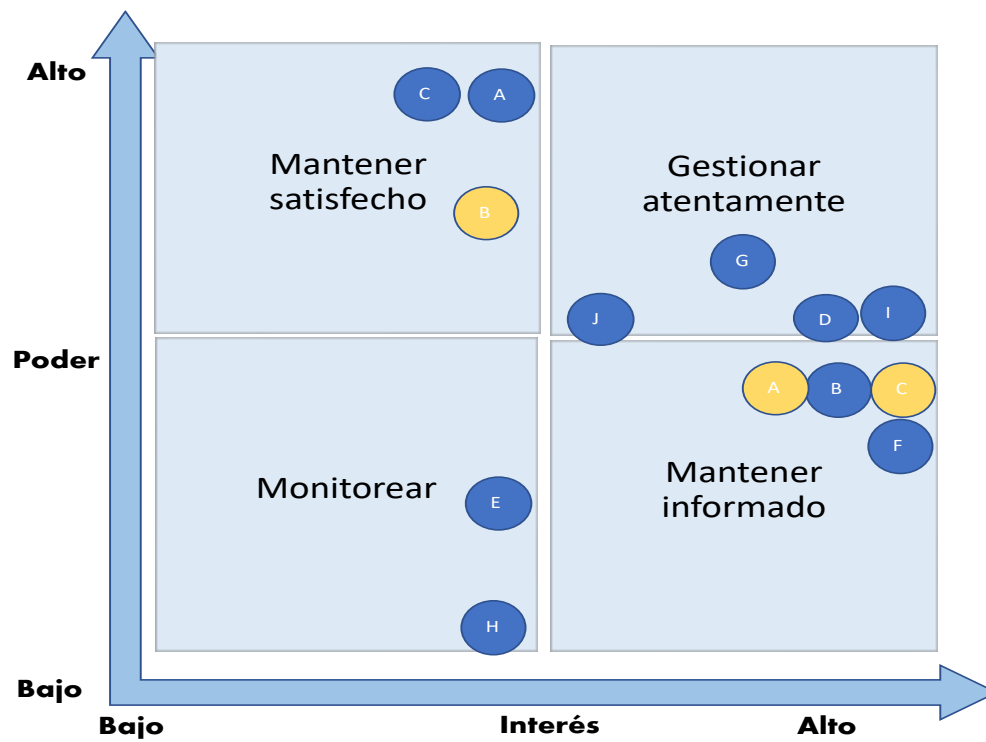 Alto
C
A
Mantener
satisfecho
B
Gestionar
atentamente
G
J
D
I
Poder
A
B
C
F
Monitorear
E
Mantener
informado
H
Bajo
Bajo
Interés
Alto